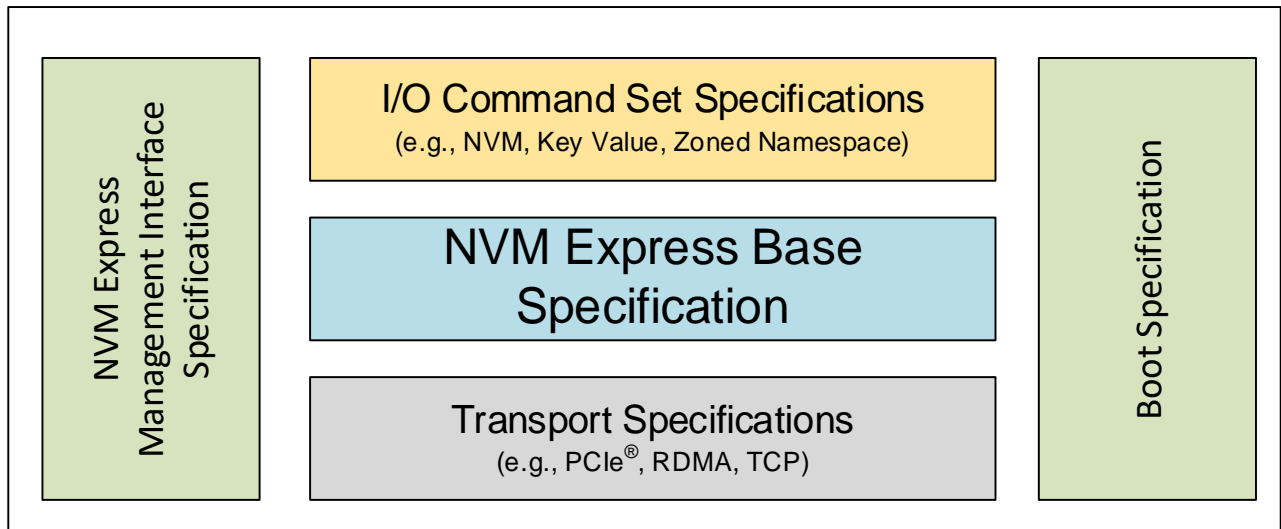 NVM Express
Management Interface
Specification
I/O Command Set Specifications
(e.g., NVM, Key Value, Zoned Namespace)
NVM Express Base
Specification
Transport Specifications
(e.g., PCIe®, RDMA, TCP)
Boot Specification